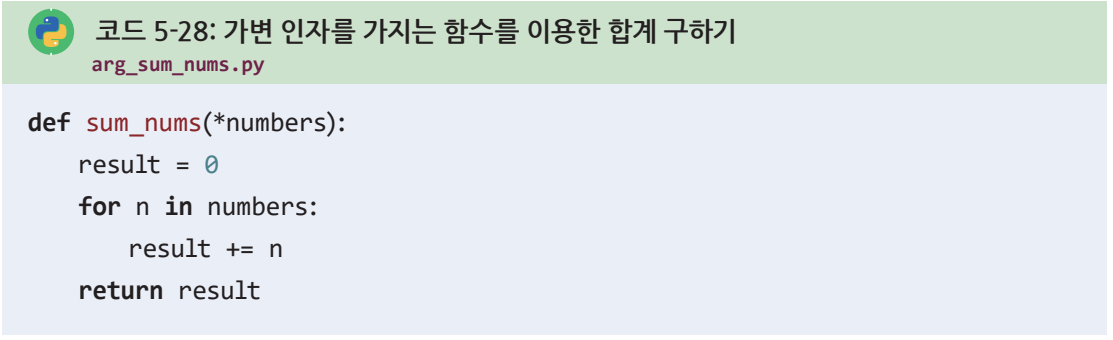 코드 5-28: 가변 인자를 가지는 함수를 이용한 합계 구하기
arg_sum_nums.py
def sum_nums(*numbers):
    result = 0
    for n in numbers:
        result += n
    return result